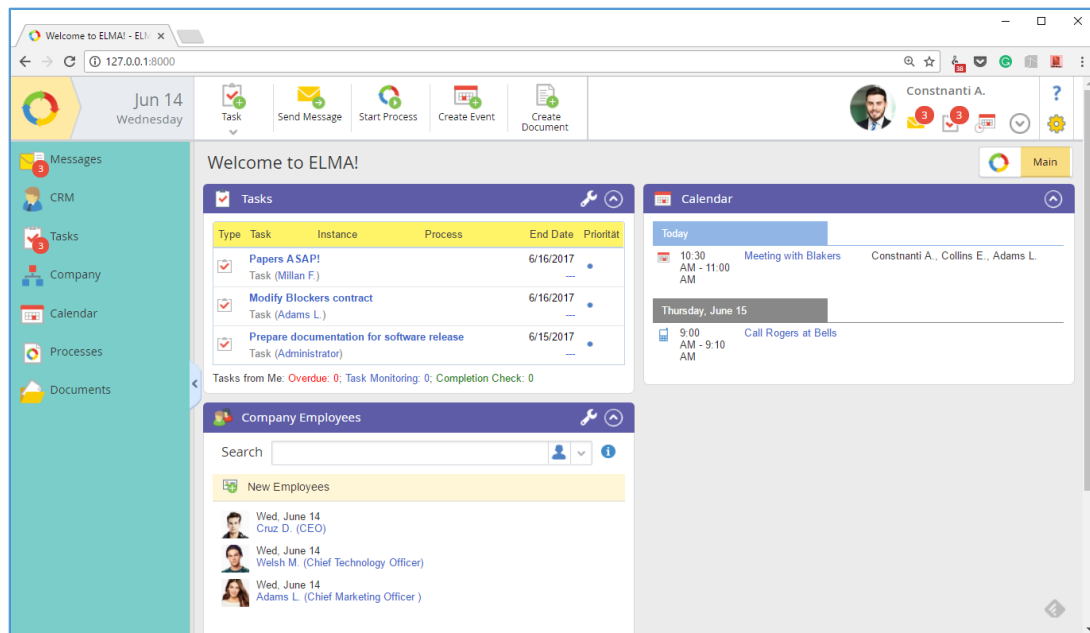 Welcome to ELMA! - ELM
127.0.0.1:8000
38
Jun 14
Wednesday
Task
Send Message
Start Process
Create Event
Create
Document
Constnanti A.
3
3
?
Messages
3
CRM
Tasks
3
Company
Calendar
Processes
Documents
Welcome to ELMA!
Main
Tasks
Type Task Instance Process End Date Priorität
Papers ASAP! 6/16/2017
Task (Millan F.) ---
Modify Blockers contract 6/16/2017
Task (Adams L.) ---
Prepare documentation for software release 6/15/2017
Task (Administrator) ---
Tasks from Me: Overdue: 0; Task Monitoring: 0; Completion Check: 0
Calendar
Today
10:30 Meeting with Blakers Constnanti A., Collins E., Adams L.
AM - 11:00
AM
Thursday, June 15
9:00 Call Rogers at Bells
AM - 9:10
AM
Company Employees
Search
New Employees
Wed, June 14
Cruz D. (CEO)
Wed, June 14
Welsh M. (Chief Technology Officer)
Wed, June 14
Adams L. (Chief Marketing Officer )